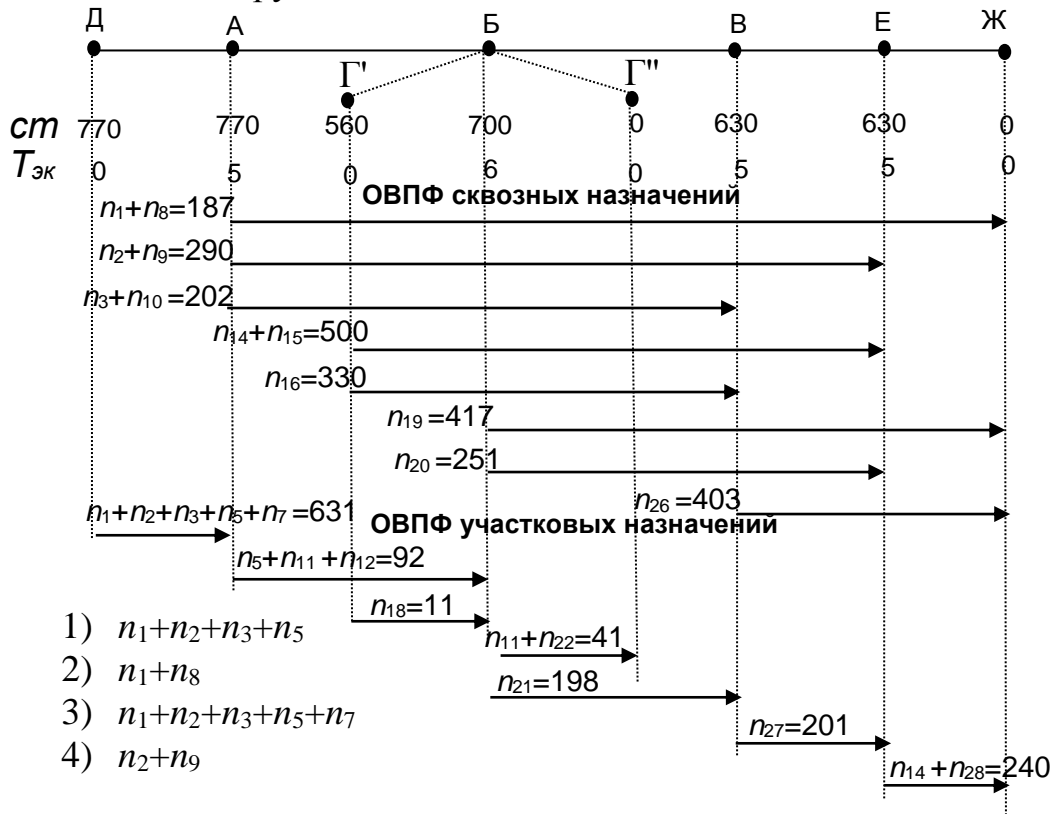 Д А Б В Е Ж
Г' Г"
ст 770 770 560 700 0 630 630 0
Тэк 0 5 0 6 0 5 5 0
ОВПФ сквозных назначений
n₁+n₈=187
n₂+n₉=290
n₃+n₁₀=202
n₁₄+n₁₅=500
n₁₆=330
n₁₉=417
n₂₀=251
n₂₆=403
n₁+n₂+n₃+n₅+n₇=631
ОВПФ участковых назначений
n₅+n₁₁+n₁₂=92
n₁₈=11
n₁₁+n₂₂=41
n₂₁=198
n₂₇=201
n₁₄+n₂₈=240
1) n₁+n₂+n₃+n₅
2) n₁+n₈
3) n₁+n₂+n₃+n₅+n₇
4) n₂+n₉